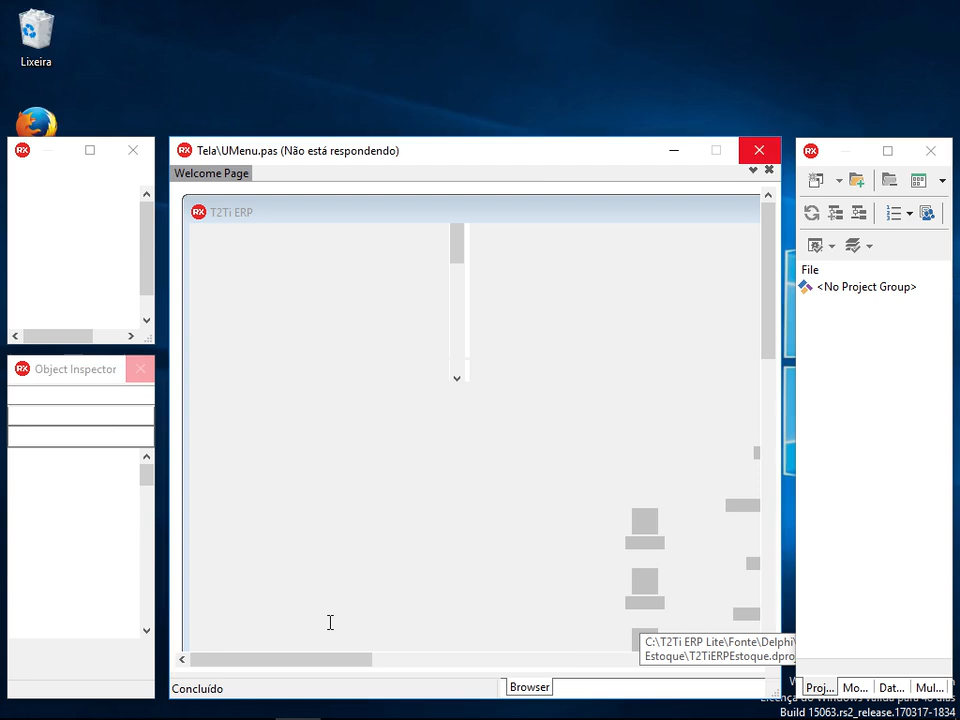 Lixeira
RX
RX
Tela\UMenu.pas (Não está respondendo)
RX
Welcome Page
RX
T2Ti ERP
File
<No Project Group>
RX
Object Inspector
C:\T2Ti ERP Lite\Fonte\Delphi\
Estoque\T2TiERPEstoque.dproj
Concluído
Browser
Proj...
Mo...
Dat...
Mul...
Build 15063.rs2_release.170317-1834